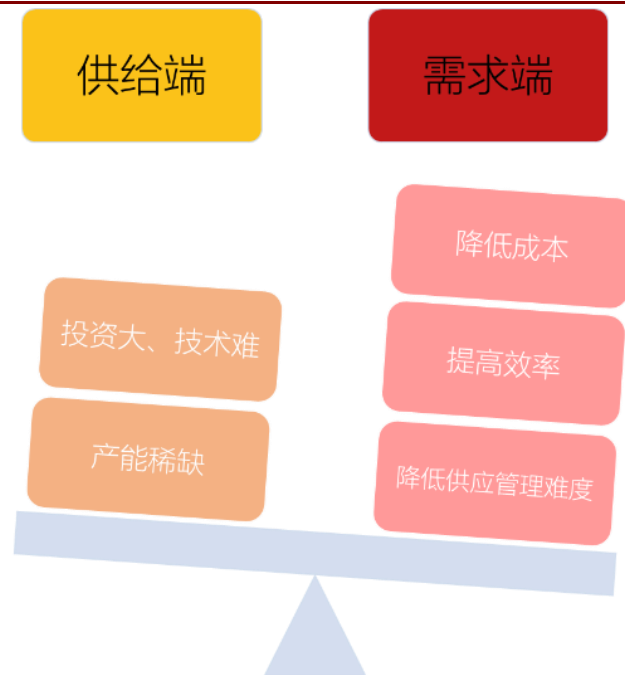 供给端
需求端
降低成本
投资大、技术难
提高效率
产能稀缺
降低供应管理难度